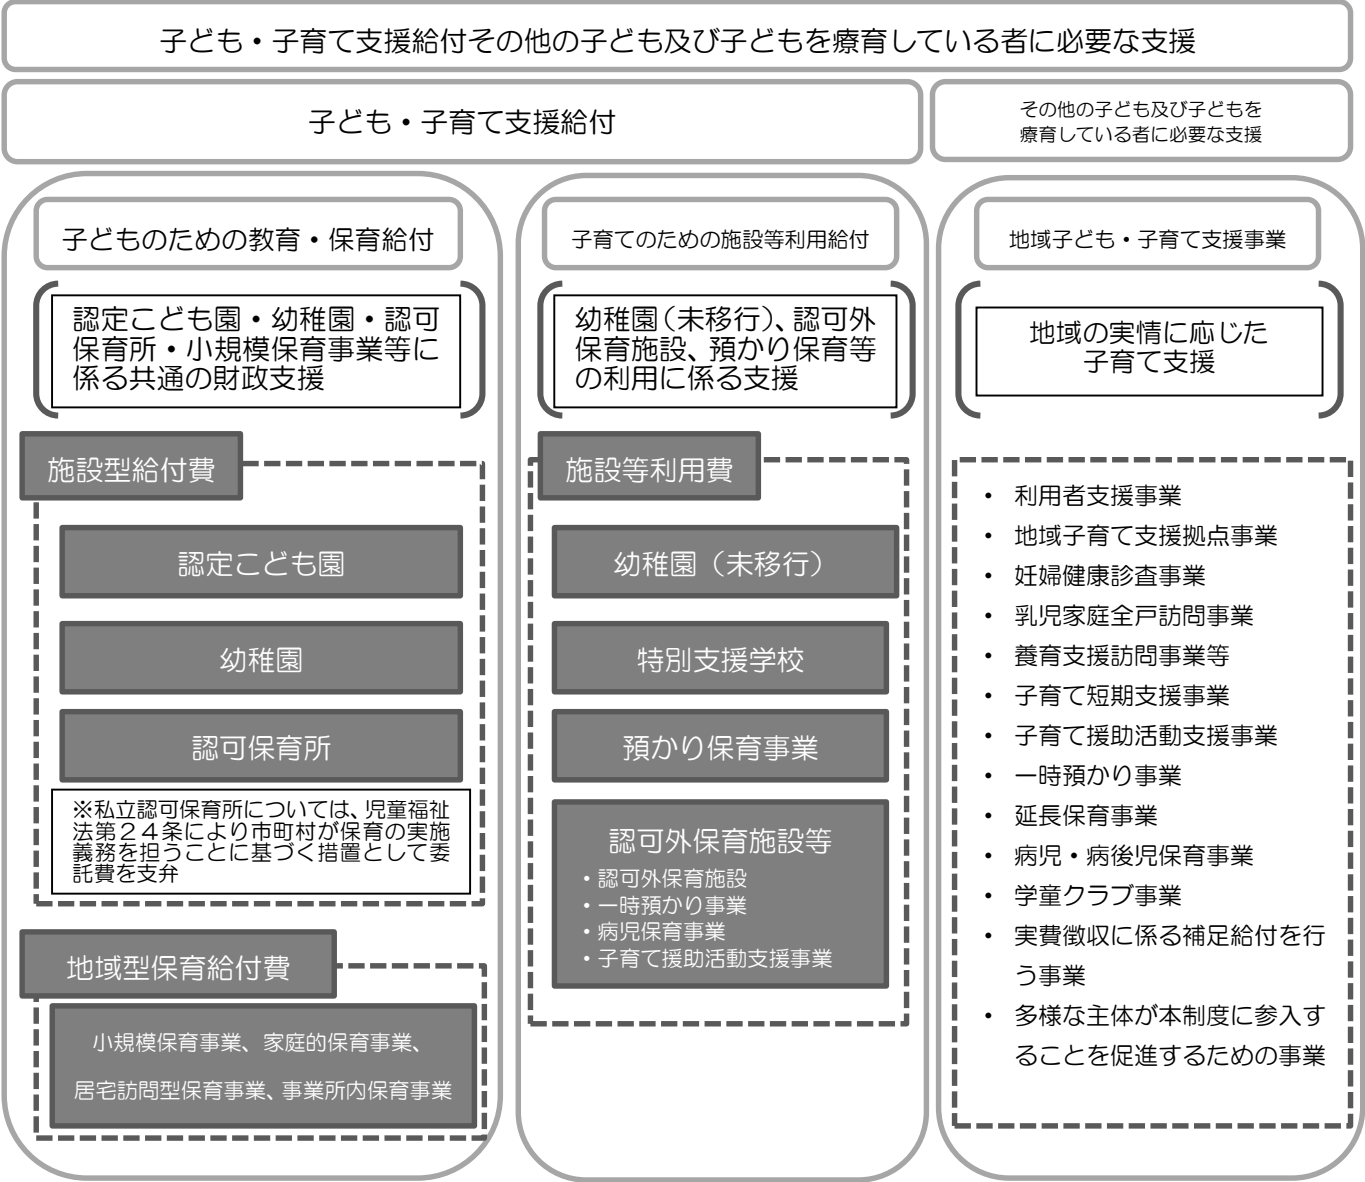 子ども・子育て支援給付その他の子ども及び子どもを療育している者に必要な支援
子ども・子育て支援給付
その他の子ども及び子どもを
療育している者に必要な支援
子どものための教育・保育給付
認定こども園・幼稚園・認可
保育所・小規模保育事業等に
係る共通の財政支援
施設型給付費
認定こども園
幼稚園
認可保育所
※私立認可保育所については、児童福祉
法第24条により市町村が保育の実施
義務を担うことに基づく措置として委
託費を支弁
地域型保育給付費
小規模保育事業、家庭的保育事業、
居宅訪問型保育事業、事業所内保育事業
子育てのための施設等利用給付
幼稚園(未移行)、認可外
保育施設、預かり保育等
の利用に係る支援
施設等利用費
幼稚園（未移行）
特別支援学校
預かり保育事業
認可外保育施設等
・認可外保育施設
・一時預かり事業
・病児保育事業
・子育て援助活動支援事業
地域子ども・子育て支援事業
地域の実情に応じた
子育て支援
・ 利用者支援事業
・ 地域子育て支援拠点事業
・ 妊婦健康診査事業
・ 乳児家庭全戸訪問事業
・ 養育支援訪問事業等
・ 子育て短期支援事業
・ 子育て援助活動支援事業
・ 一時預かり事業
・ 延長保育事業
・ 病児・病後児保育事業
・ 学童クラブ事業
・ 実費徴収に係る補足給付を行
う事業
・ 多様な主体が本制度に参入す
ることを促進するための事業